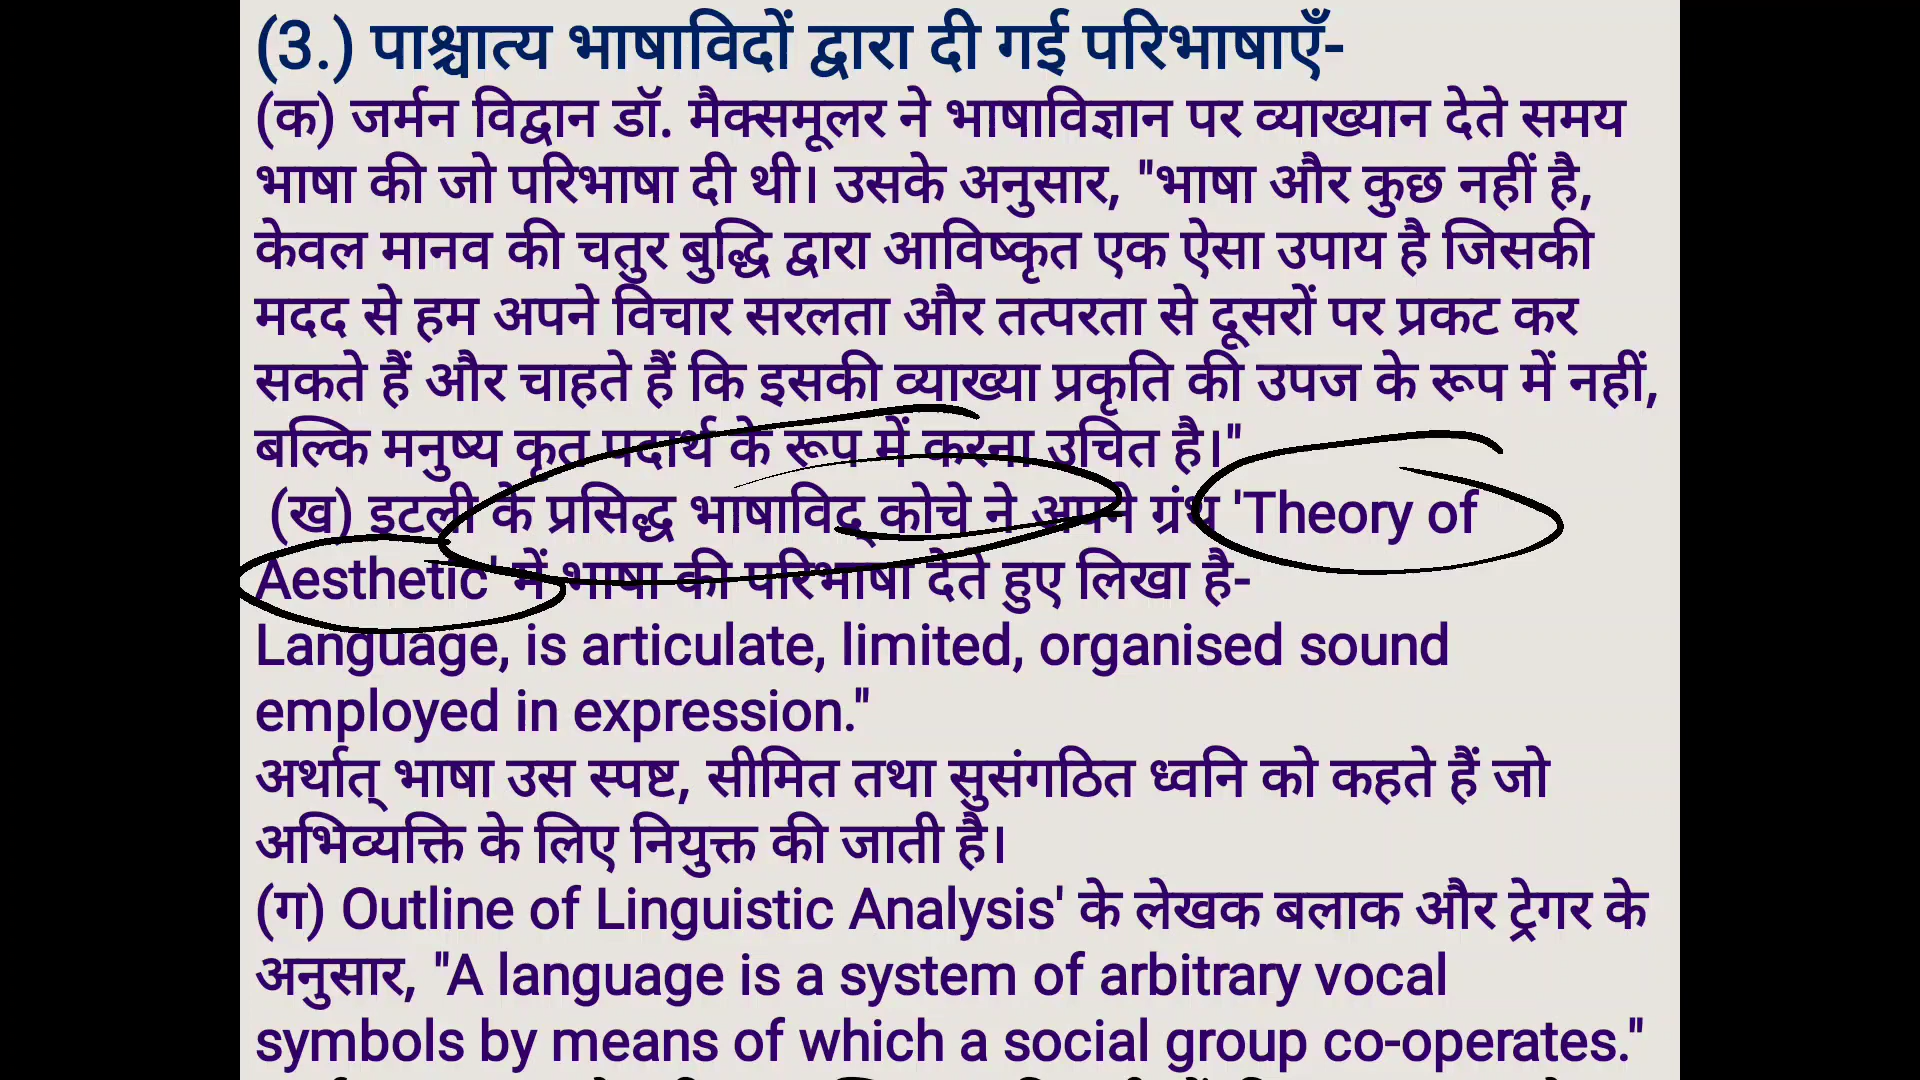 (3.) पाश्चात्य भाषाविदों द्वारा दी गई परिभाषाएँ-
(क) जर्मन विद्वान डॉ. मैक्समूलर ने भाषाविज्ञान पर व्याख्यान देते समय
भाषा की जो परिभाषा दी थी। उसके अनुसार, "भाषा और कुछ नहीं है,
केवल मानव की चतुर बुद्धि द्वारा आविष्कृत एक ऐसा उपाय है जिसकी
मदद से हम अपने विचार सरलता और तत्परता से दूसरों पर प्रकट कर
सकते हैं और चाहते हैं कि इसकी व्याख्या प्रकृति की उपज के रूप में नहीं,
बल्कि मनुष्य कृत पदार्थ के रूप में करना उचित है।"
(ख) इटली के प्रसिद्ध भाषाविद् कोचे ने अपने ग्रंथ 'Theory of
Aesthetic' में भाषा की परिभाषा देते हुए लिखा है-
Language, is articulate, limited, organised sound
employed in expression."
अर्थात् भाषा उस स्पष्ट, सीमित तथा सुसंगठित ध्वनि को कहते हैं जो
अभिव्यक्ति के लिए नियुक्त की जाती है।
(ग) Outline of Linguistic Analysis' के लेखक बलाक और ट्रेगर के
अनुसार, "A language is a system of arbitrary vocal
symbols by means of which a social group co-operates."